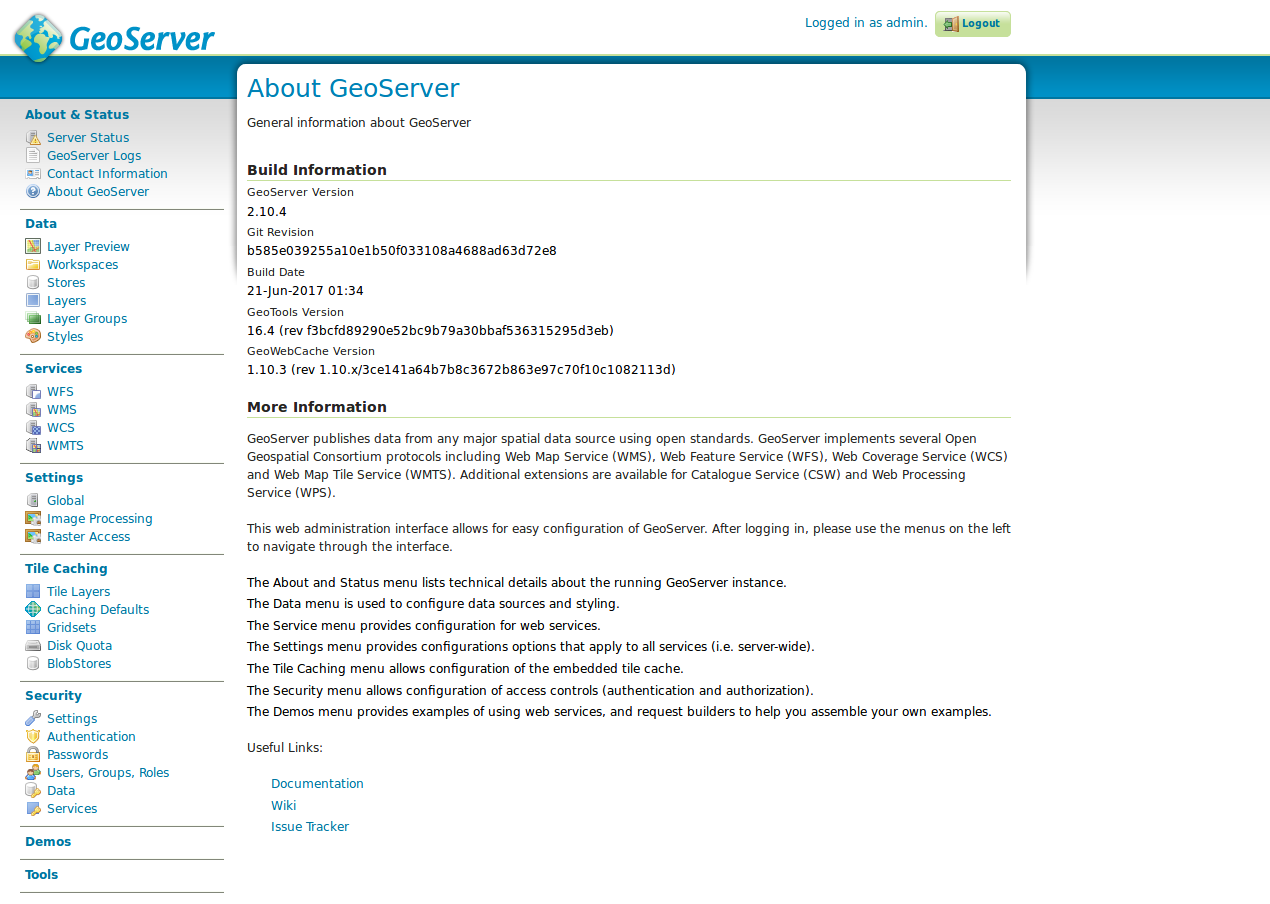 GeoServer
Logged in as admin.
Logout
About & Status
Server Status
GeoServer Logs
Contact Information
About GeoServer
Data
Layer Preview
Workspaces
Stores
Layers
Layer Groups
Styles
Services
WFS
WMS
WCS
WMTS
Settings
Global
Image Processing
Raster Access
Tile Caching
Tile Layers
Caching Defaults
Gridsets
Disk Quota
BlobStores
Security
Settings
Authentication
Passwords
Users, Groups, Roles
Data
Services
Demos
Tools
About GeoServer
General information about GeoServer
Build Information
GeoServer Version
2.10.4
Git Revision
b585e039255a10e1b50f033108a4688ad63d72e8
Build Date
21-Jun-2017 01:34
GeoTools Version
16.4 (rev f3bcfd89290e52bc9b79a30bbaf536315295d3eb)
GeoWebCache Version
1.10.3 (rev 1.10.x/3ce141a64b7b8c3672b863e97c70f10c1082113d)
More Information
GeoServer publishes data from any major spatial data source using open standards. GeoServer implements several Open
Geospatial Consortium protocols including Web Map Service (WMS), Web Feature Service (WFS), Web Coverage Service (WCS)
and Web Map Tile Service (WMTS). Additional extensions are available for Catalogue Service (CSW) and Web Processing
Service (WPS).
This web administration interface allows for easy configuration of GeoServer. After logging in, please use the menus on the left
to navigate through the interface.
The About and Status menu lists technical details about the running GeoServer instance.
The Data menu is used to configure data sources and styling.
The Service menu provides configuration for web services.
The Settings menu provides configurations options that apply to all services (i.e. server-wide).
The Tile Caching menu allows configuration of the embedded tile cache.
The Security menu allows configuration of access controls (authentication and authorization).
The Demos menu provides examples of using web services, and request builders to help you assemble your own examples.
Useful Links:
Documentation
Wiki
Issue Tracker